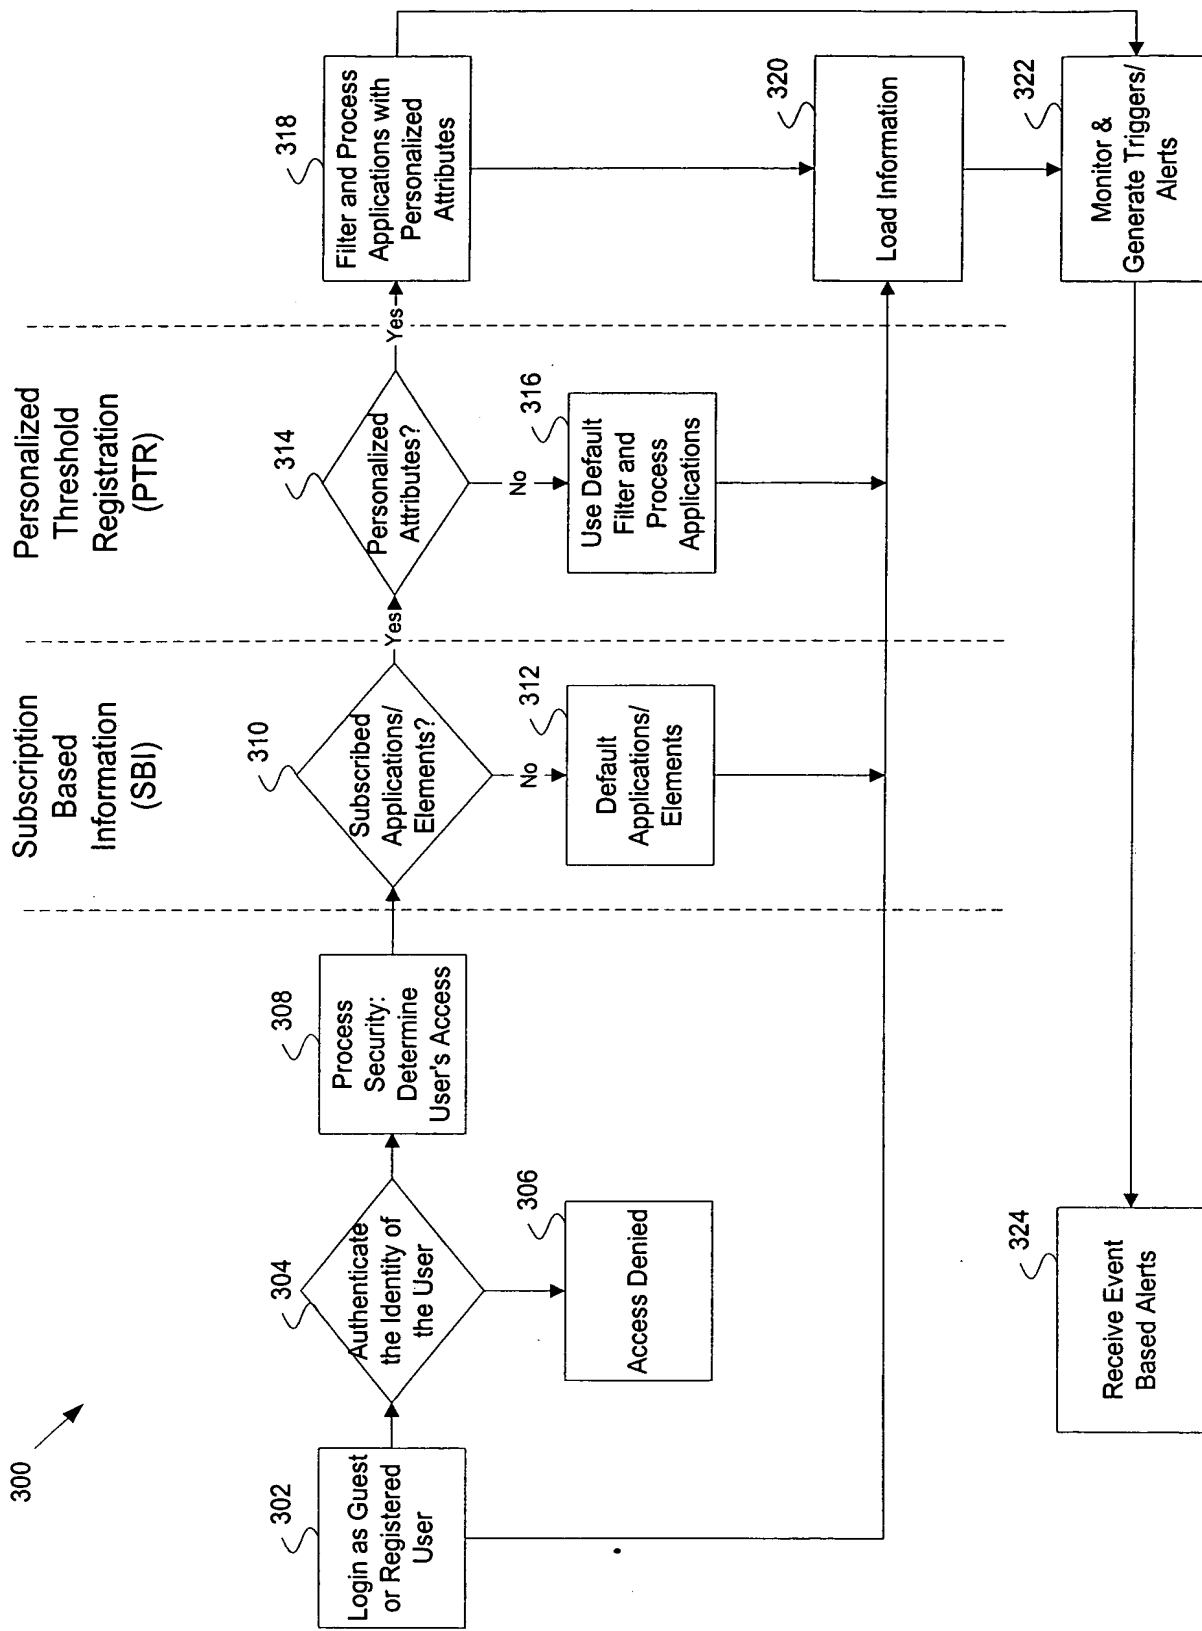 300
Subscription
Based
Information
(SBI)
Personalized
Threshold
Registration
(PTR)
302
Login as Guest
or Registered
User
304
Authenticate
the Identity of
the User
306
Access Denied
308
Process
Security:
Determine
User's Access
310
Subscribed
Applications/
Elements?
Yes
No
312
Default
Applications/
Elements
314
Personalized
Attributes?
Yes
No
316
Use Default
Filter and
Process
Applications
318
Filter and Process
Applications with
Personalized
Attributes
320
Load Information
322
Monitor &
Generate Triggers/
Alerts
324
Receive Event
Based Alerts